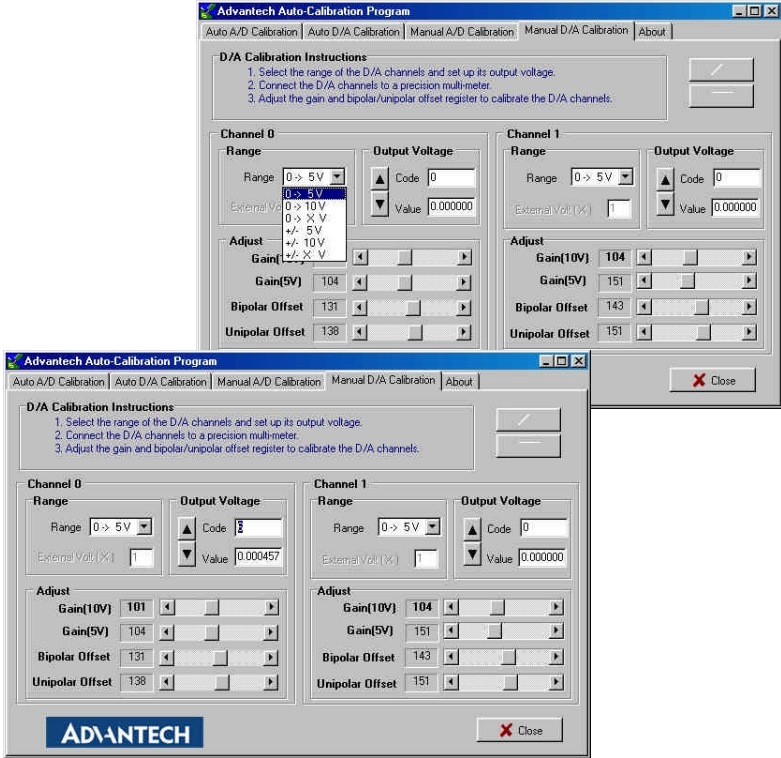 Advantech Auto-Calibration Program
Auto A/D Calibration Auto D/A Calibration Manual A/D Calibration Manual D/A Calibration About
D/A Calibration Instructions
1. Select the range of the D/A channels and set up its output voltage.
2. Connect the D/A channels to a precision multi-meter.
3. Adjust the gain and bipolar/unipolar offset register to calibrate the D/A channels.
Channel 0
Range
Range 0 -> 5 V
0 -> 5 V
0 -> 10 V
0 -> X V
+/- 5 V
+/- 10 V
+/- X V
Output Voltage
Code 0
Value 0.000000
Adjust
Gain(5V) 104
Bipolar Offset 131
Unipolar Offset 138
Channel 1
Range
Range 0 -> 5 V
External Volt ( X ) 1
Output Voltage
Code 0
Value 0.000000
Adjust
Gain(10V) 104
Gain(5V) 151
Bipolar Offset 143
Unipolar Offset 151
Close
Advantech Auto-Calibration Program
Auto A/D Calibration Auto D/A Calibration Manual A/D Calibration Manual D/A Calibration About
D/A Calibration Instructions
1. Select the range of the D/A channels and set up its output voltage.
2. Connect the D/A channels to a precision multi-meter.
3. Adjust the gain and bipolar/unipolar offset register to calibrate the D/A channels.
Channel 0
Range
Range 0 -> 5 V
External Volt ( X ) 1
Output Voltage
Code
Value 0.000457
Adjust
Gain(10V) 101
Gain(5V) 104
Bipolar Offset 131
Unipolar Offset 138
Channel 1
Range
Range 0 -> 5 V
External Volt ( X ) 1
Output Voltage
Code 0
Value 0.000000
Adjust
Gain(10V) 104
Gain(5V) 151
Bipolar Offset 143
Unipolar Offset 151
ADVANTECH
Close